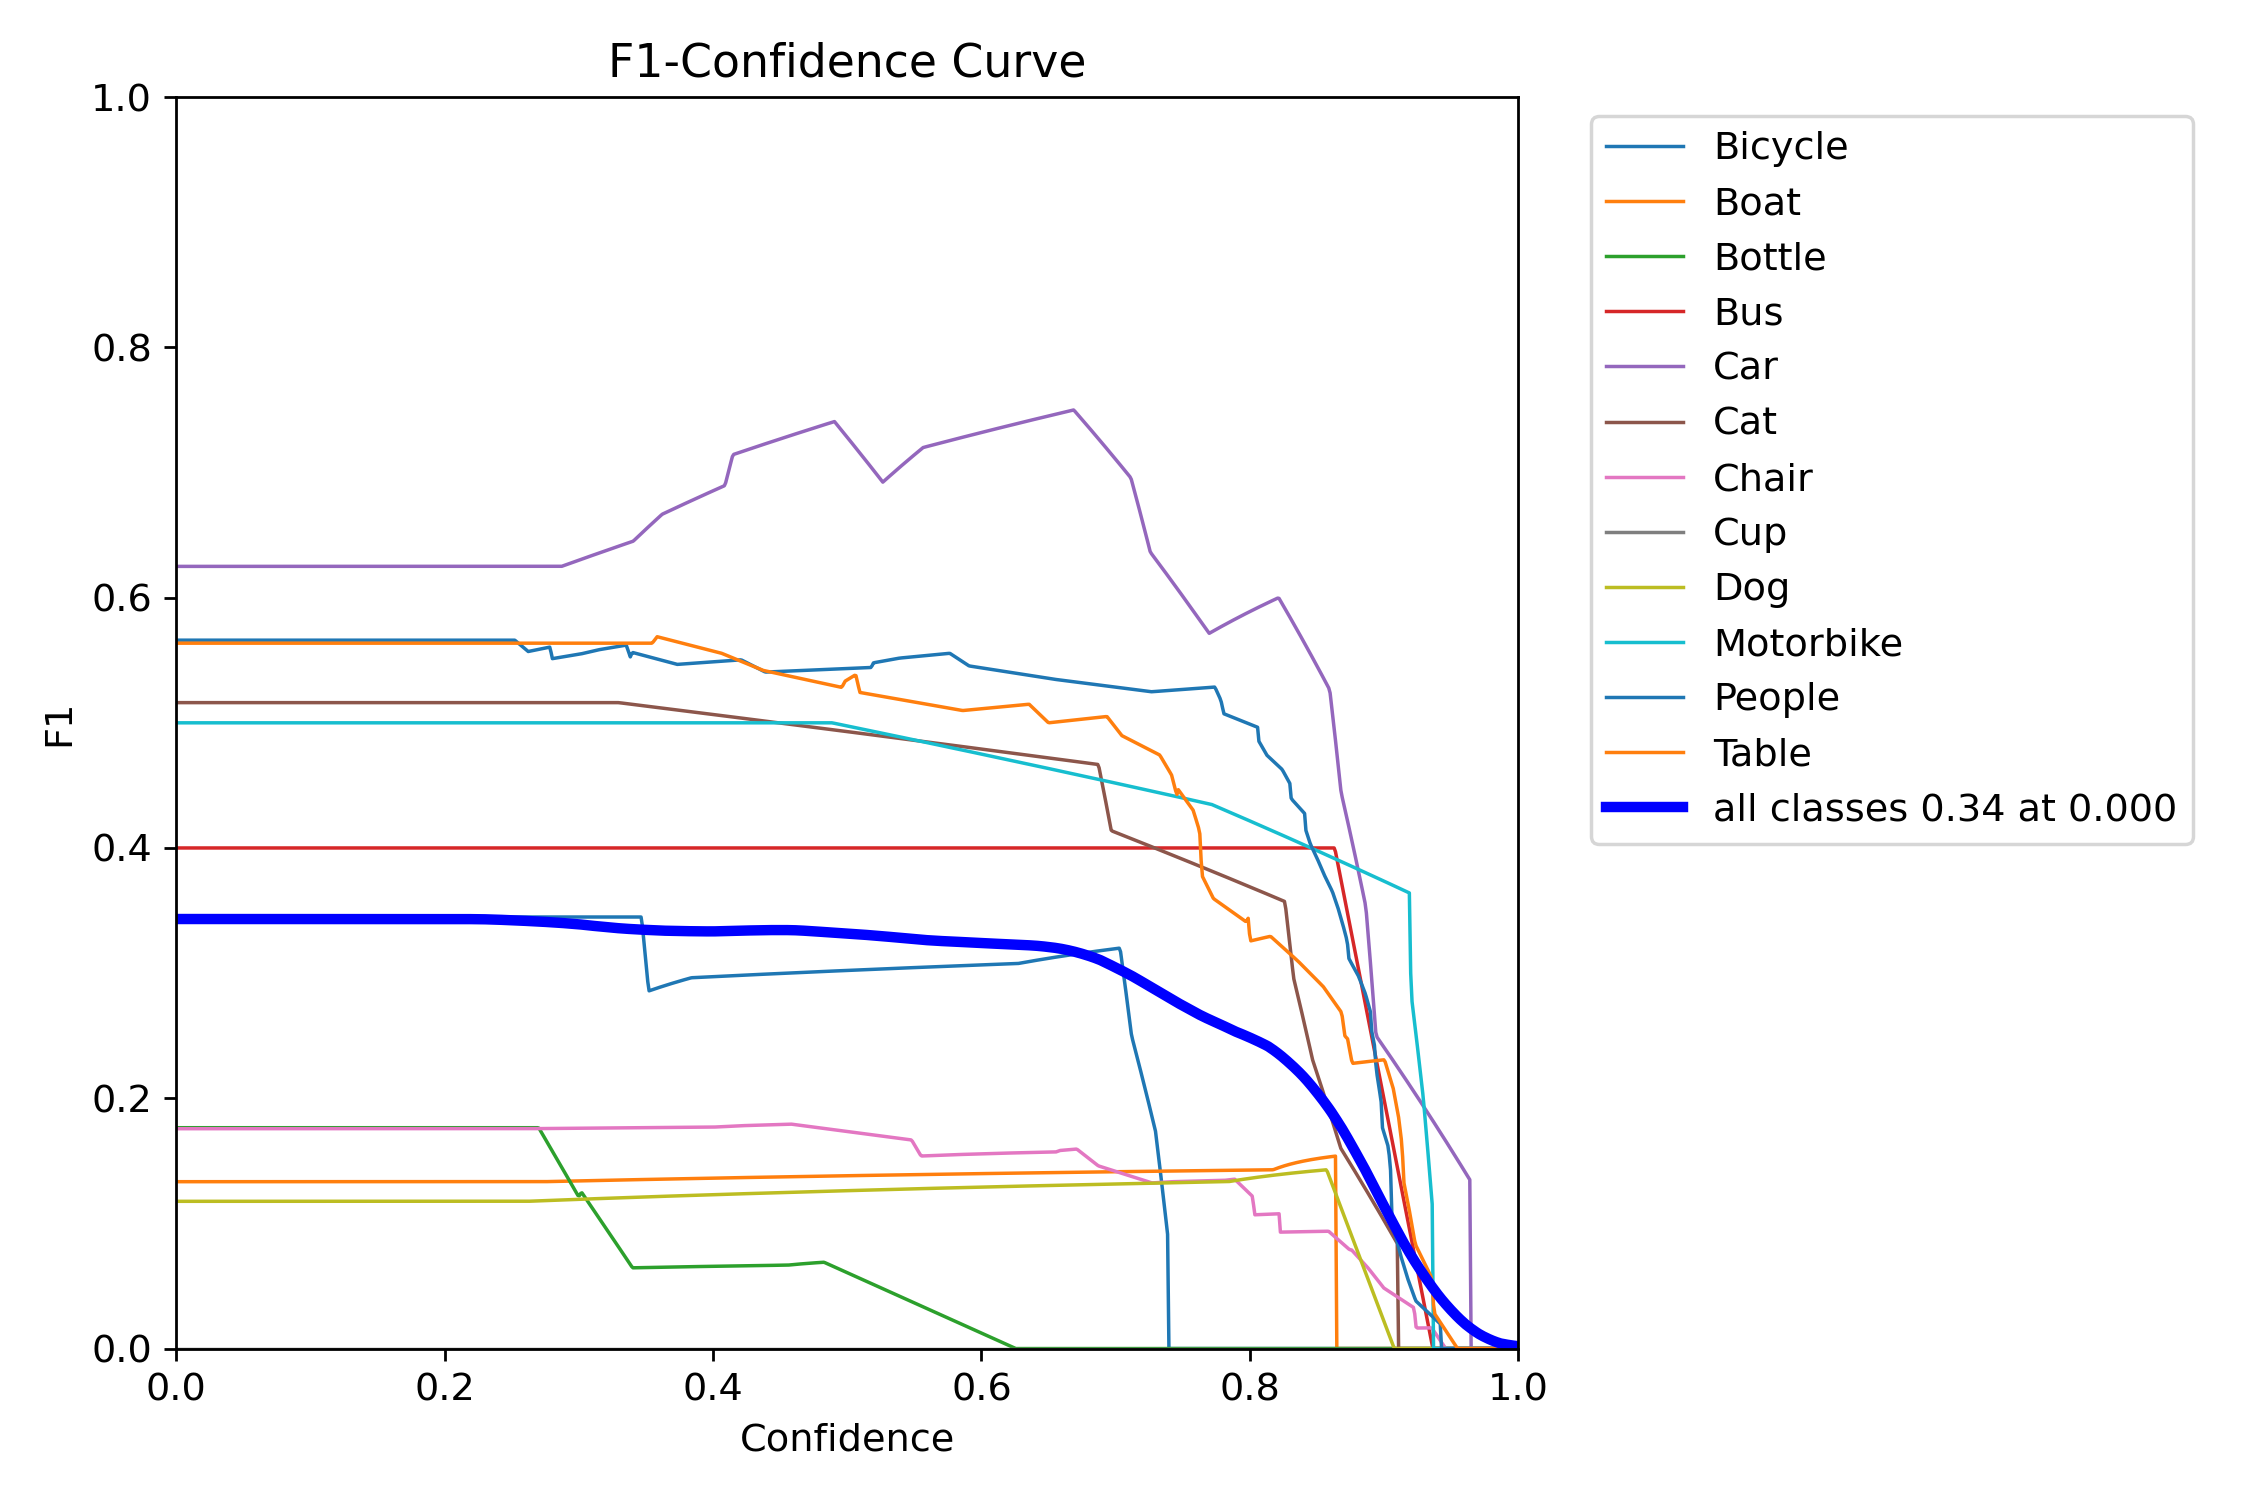 F1-Confidence Curve
1.0
0.8
0.6
0.4
0.2
0.0
F1
0.0 0.2 0.4 0.6 0.8 1.0
Confidence
Bicycle
Boat
Bottle
Bus
Car
Cat
Chair
Cup
Dog
Motorbike
People
Table
all classes 0.34 at 0.000